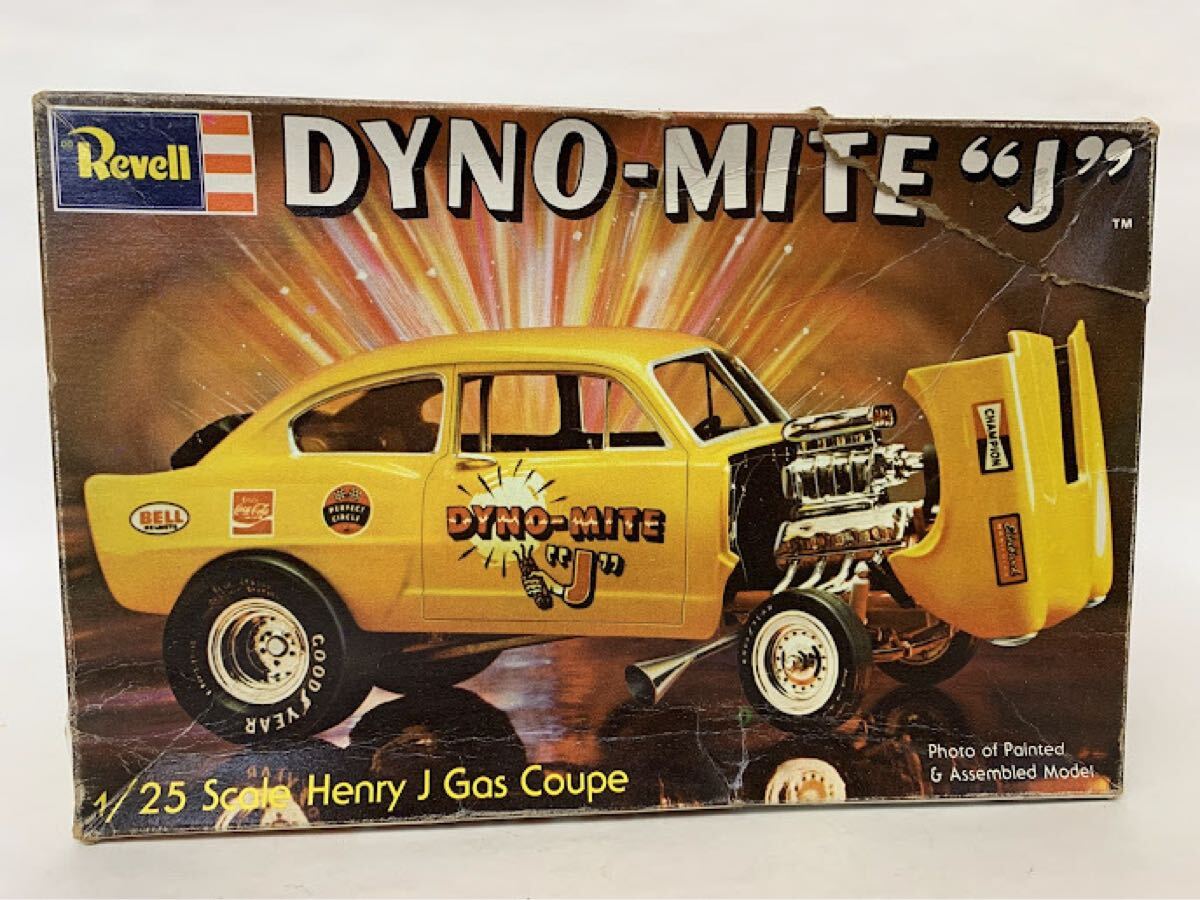 Revell
DYNO-MITE “J”
TM
CHAMPION
BELL
HELMETS
Coca-Cola
PERFECT
CIRCLE
DYNO-MITE
“J”
GOODYEAR
1/25 Scale Henry J Gas Coupe
Photo of Painted
& Assembled Model